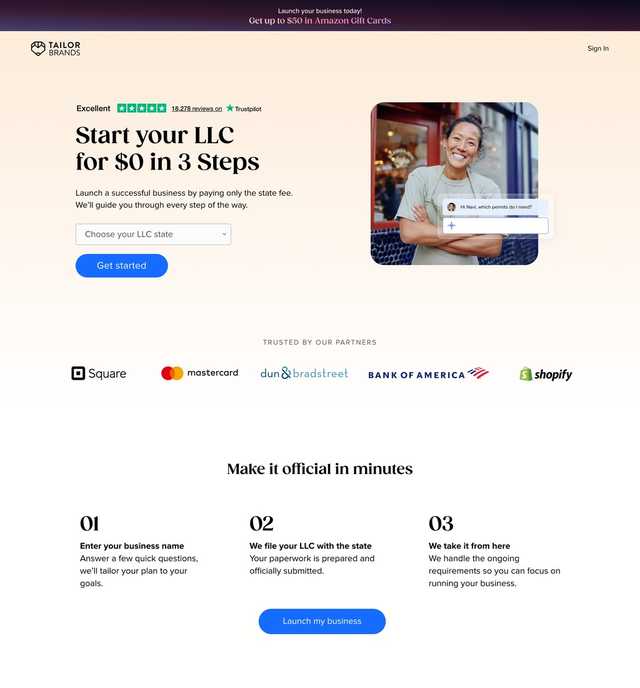 Launch your business today!
Get up to $50 in Amazon Gift Cards
TAILOR
BRANDS
Sign In
Excellent 18,278 reviews on Trustpilot
Start your LLC
for $0 in 3 Steps
Launch a successful business by paying only the state fee.
We'll guide you through every step of the way.
Choose your LLC state
Get started
Hi Navi, which permits do I need?
TRUSTED BY OUR PARTNERS
Square
mastercard
dun & bradstreet
BANK OF AMERICA
shopify
Make it official in minutes
01
Enter your business name
Answer a few quick questions,
we'll tailor your plan to your
goals.
02
We file your LLC with the state
Your paperwork is prepared and
officially submitted.
03
We take it from here
We handle the ongoing
requirements so you can focus on
running your business.
Launch my business